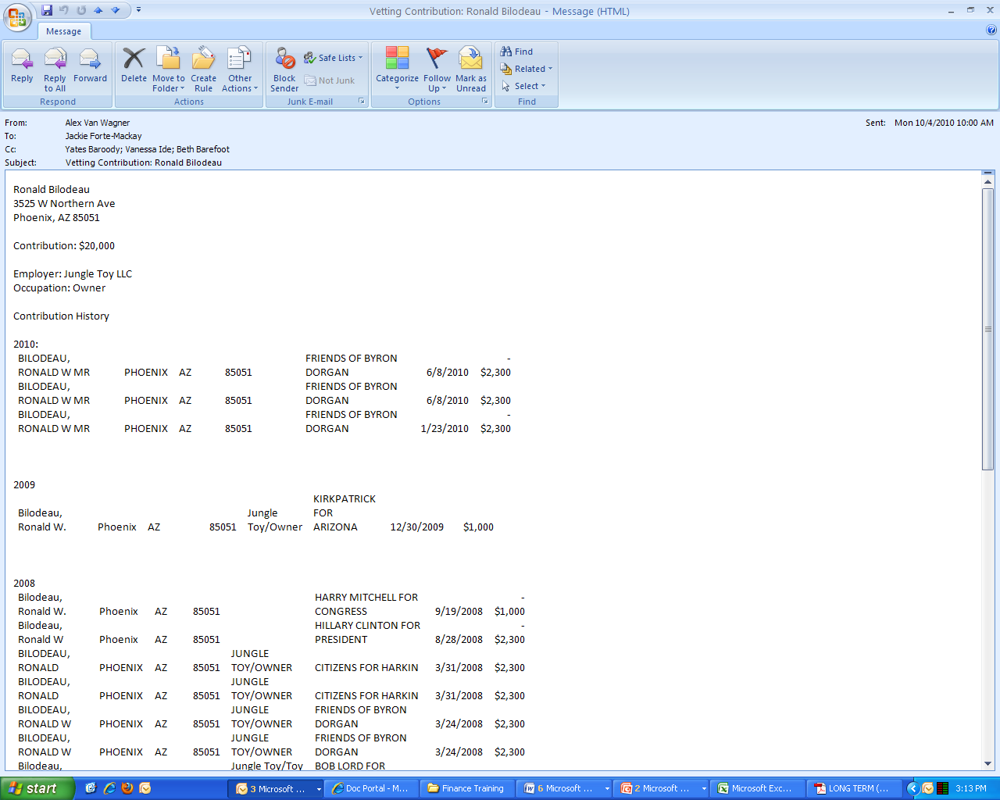 Vetting Contribution: Ronald Bilodeau - Message (HTML)
Message
Reply
Reply to All
Forward
Respond
Delete
Move to Folder
Create Rule
Other Actions
Actions
Block Sender
Safe Lists
Not Junk
Junk E-mail
Categorize
Follow Up
Mark as Unread
Options
Find
Related
Select
Find
From: Alex Van Wagner Sent: Mon 10/4/2010 10:00 AM
To: Jackie Forte-Mackay
Cc: Yates Baroody; Vanessa Ide; Beth Barefoot
Subject: Vetting Contribution: Ronald Bilodeau
Ronald Bilodeau
3525 W Northern Ave
Phoenix, AZ 85051
Contribution: $20,000
Employer: Jungle Toy LLC
Occupation: Owner
Contribution History
2010:
BILODEAU, FRIENDS OF BYRON -
RONALD W MR PHOENIX AZ 85051 DORGAN 6/8/2010 $2,300
BILODEAU, FRIENDS OF BYRON
RONALD W MR PHOENIX AZ 85051 DORGAN 6/8/2010 $2,300
BILODEAU, FRIENDS OF BYRON -
RONALD W MR PHOENIX AZ 85051 DORGAN 1/23/2010 $2,300
2009
KIRKPATRICK
Bilodeau, Jungle FOR
Ronald W. Phoenix AZ 85051 Toy/Owner ARIZONA 12/30/2009 $1,000
2008
Bilodeau, HARRY MITCHELL FOR -
Ronald W. Phoenix AZ 85051 CONGRESS 9/19/2008 $1,000
Bilodeau, HILLARY CLINTON FOR -
Ronald W Phoenix AZ 85051 PRESIDENT 8/28/2008 $2,300
BILODEAU, JUNGLE
RONALD PHOENIX AZ 85051 TOY/OWNER CITIZENS FOR HARKIN 3/31/2008 $2,300
BILODEAU, JUNGLE
RONALD PHOENIX AZ 85051 TOY/OWNER CITIZENS FOR HARKIN 3/31/2008 $2,300
BILODEAU, JUNGLE FRIENDS OF BYRON
RONALD W PHOENIX AZ 85051 TOY/OWNER DORGAN 3/24/2008 $2,300
BILODEAU, JUNGLE FRIENDS OF BYRON
RONALD W PHOENIX AZ 85051 TOY/OWNER DORGAN 3/24/2008 $2,300
Bilodeau, Jungle Toy/Toy BOB LORD FOR
start 3 Microsoft ... Doc Portal - M... Finance Training 6 Microsoft ... 2 Microsoft ... Microsoft Exc... LONG TERM (... 3:13 PM